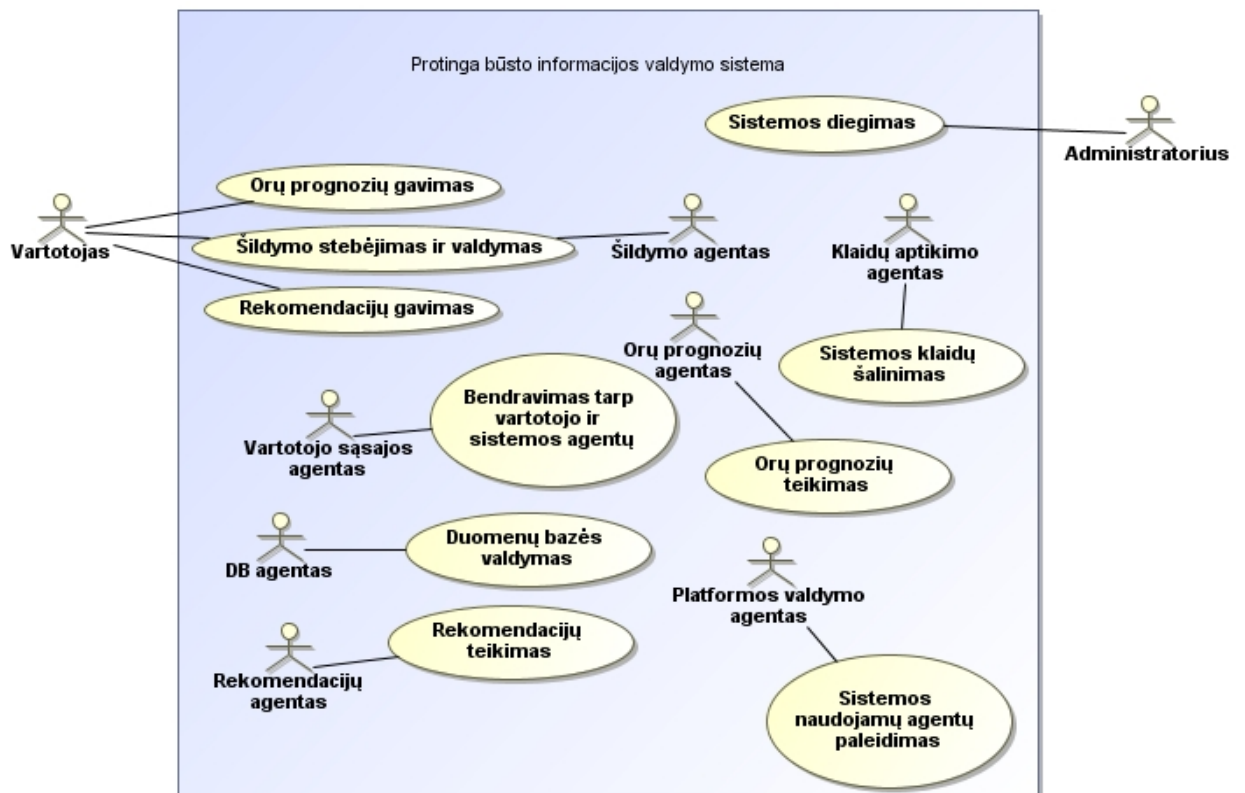 Protinga būsto informacijos valdymo sistema
Sistemos diegimas
Administratorius
Orų prognozių gavimas
Vartotojas
Šildymo stebėjimas ir valdymas
Šildymo agentas
Klaidų aptikimo
agentas
Rekomendacijų gavimas
Orų prognozių
agentas
Sistemos klaidų
šalinimas
Bendravimas tarp
vartotojo ir
sistemos agentų
Vartotojo sąsajos
agentas
Orų prognozių
teikimas
Duomenų bazės
valdymas
DB agentas
Platformos valdymo
agentas
Rekomendacijų
teikimas
Rekomendacijų
agentas
Sistemos
naudojamų agentų
paleidimas